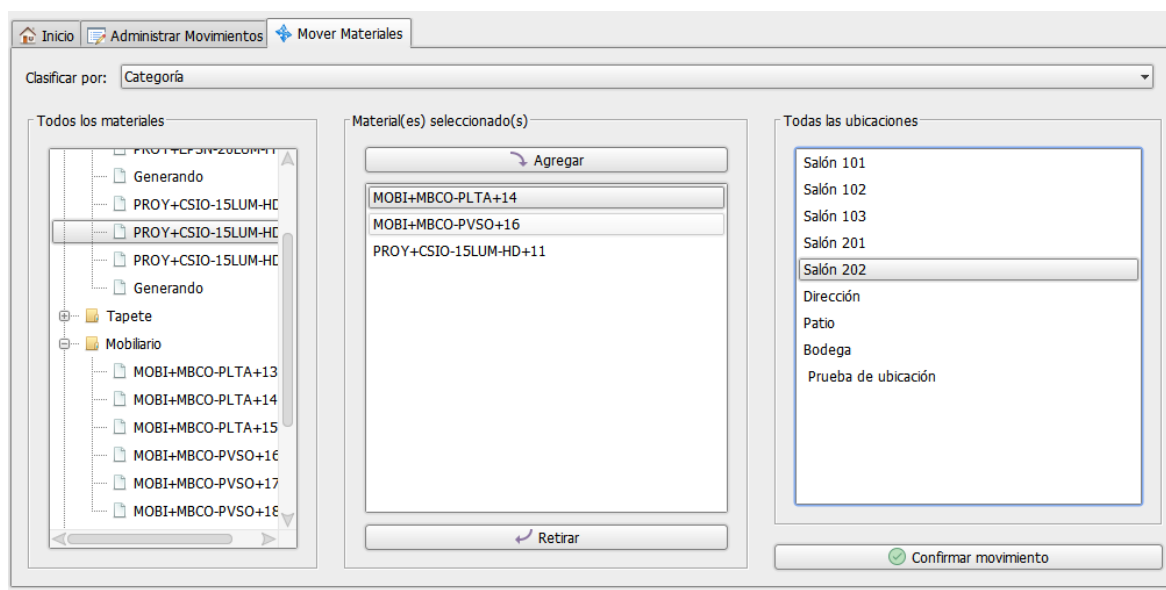 Inicio Administrar Movimientos Mover Materiales
Clasificar por: Categoría
Todos los materiales
Generando
PROY+CSIO-15LUM-HD
PROY+CSIO-15LUM-HD
PROY+CSIO-15LUM-HD
Generando
Tapete
Mobiliario
MOBI+MBCO-PLTA+13
MOBI+MBCO-PLTA+14
MOBI+MBCO-PLTA+15
MOBI+MBCO-PVSO+16
MOBI+MBCO-PVSO+17
MOBI+MBCO-PVSO+18
Material(es) seleccionado(s)
Agregar
MOBI+MBCO-PLTA+14
MOBI+MBCO-PVSO+16
PROY+CSIO-15LUM-HD+11
Retirar
Todas las ubicaciones
Salón 101
Salón 102
Salón 103
Salón 201
Salón 202
Dirección
Patio
Bodega
Prueba de ubicación
Confirmar movimiento